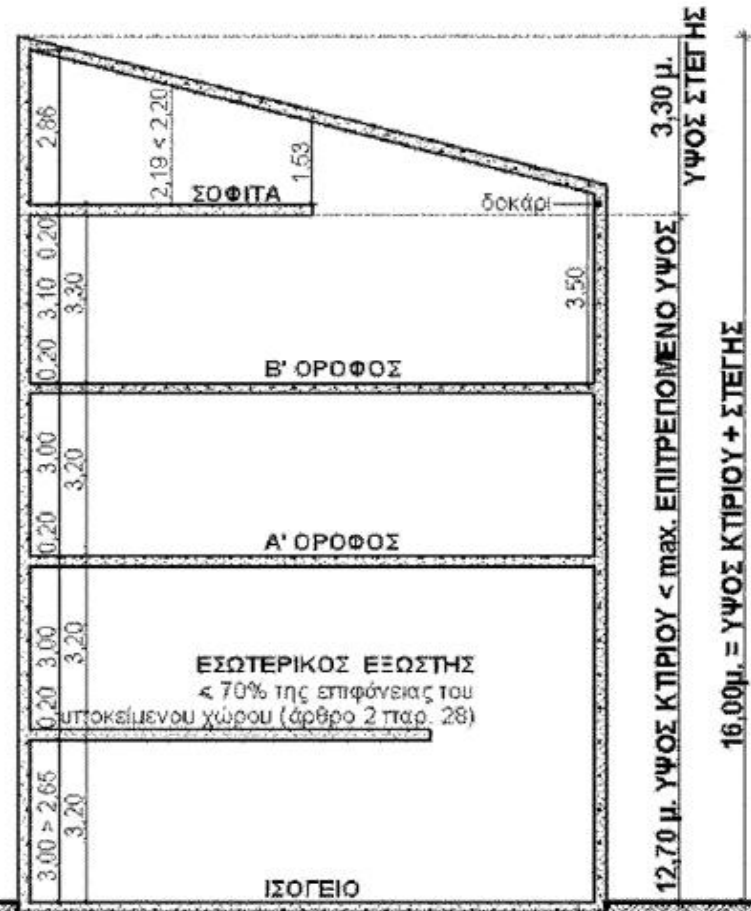 2,86
2,19 < 2,20
1,53
ΣΟΦΙΤΑ
δοκάρι
3,30 μ.
ΥΨΟΣ ΣΤΕΓΗΣ
0,20
3,10
3,30
0,20
3,50
Β' ΟΡΟΦΟΣ
3,00
3,20
0,20
Α' ΟΡΟΦΟΣ
3,00
3,20
0,20
ΕΣΩΤΕΡΙΚΟΣ ΕΞΩΣΤΗΣ
< 70% της επιφάνειας του
υποκείμενου χώρου (άρθρο 2 παρ. 28)
3,00 > 2,65
3,20
ΙΣΟΓΕΙΟ
12,70 μ. ΥΨΟΣ ΚΤΙΡΙΟΥ < max. ΕΠΙΤΡΕΠΟΜΕΝΟ ΥΨΟΣ
16,00μ. = ΥΨΟΣ ΚΤΙΡΙΟΥ + ΣΤΕΓΗΣ